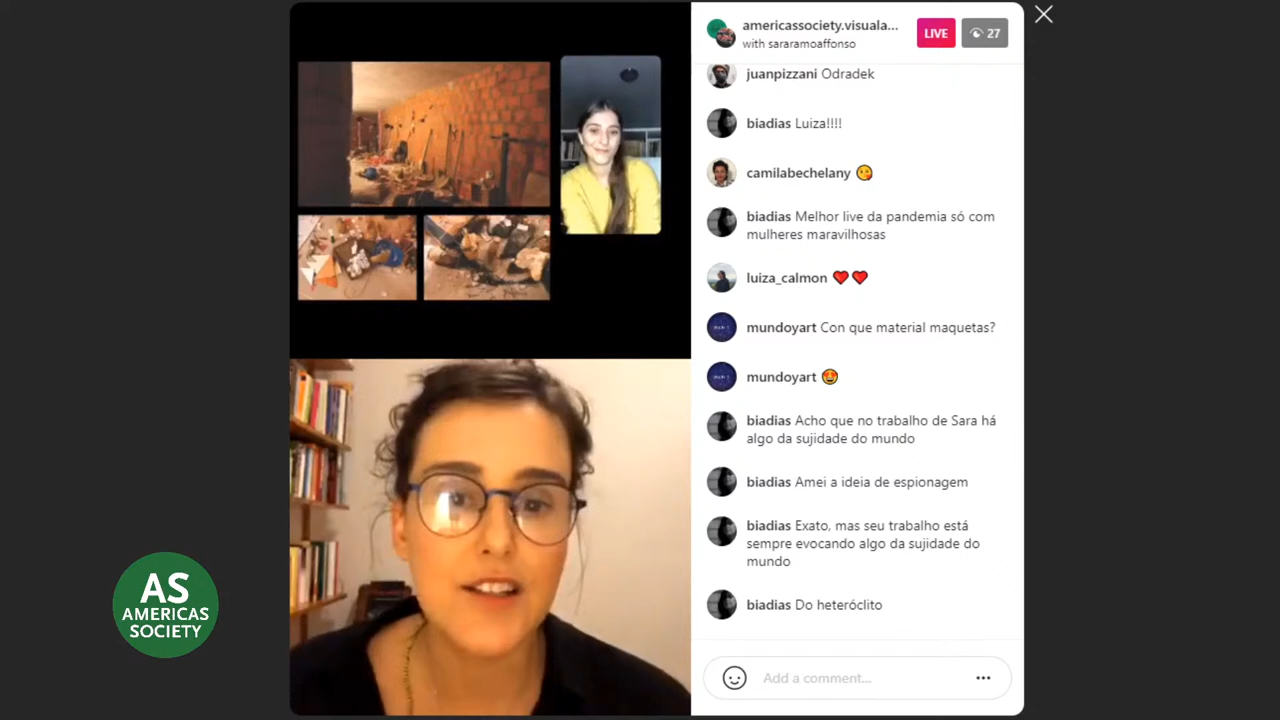 americassociety.visuala...
with sararamoaffonso
LIVE
27
juanpizzani Odradek
biadias Luiza!!!!
camilabechelany 😘
biadias Melhor live da pandemia só com
mulheres maravilhosas
luiza_calmon ❤️❤️
mundoyart Con que material maquetas?
mundoyart 🤩
biadias Acho que no trabalho de Sara há
algo da sujidade do mundo
biadias Amei a ideia de espionagem
biadias Exato, mas seu trabalho está
sempre evocando algo da sujidade do
mundo
biadias Do heteróclito
Add a comment...
AS
AMERICAS
SOCIETY